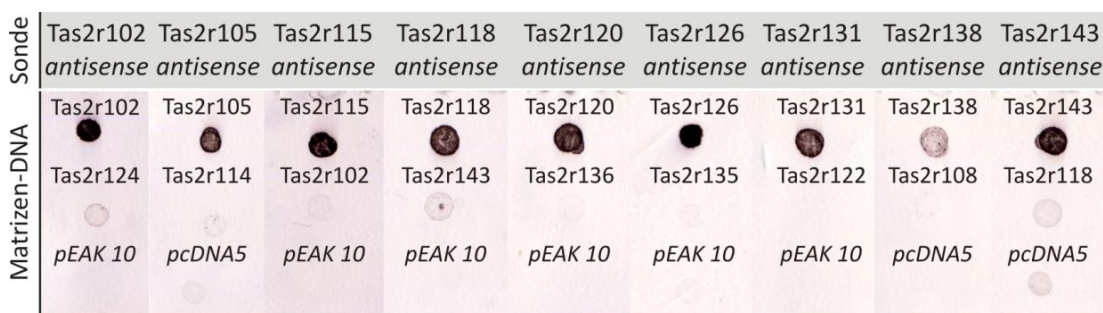 Sonde
Tas2r102 Tas2r105 Tas2r115 Tas2r118 Tas2r120 Tas2r126 Tas2r131 Tas2r138 Tas2r143
antisense antisense antisense antisense antisense antisense antisense antisense antisense
Matrizen-DNA
Tas2r102 Tas2r105 Tas2r115 Tas2r118 Tas2r120 Tas2r126 Tas2r131 Tas2r138 Tas2r143
Tas2r124 Tas2r114 Tas2r102 Tas2r143 Tas2r136 Tas2r135 Tas2r122 Tas2r108 Tas2r118
pEAK 10 pcDNA5 pEAK 10 pEAK 10 pEAK 10 pEAK 10 pEAK 10 pcDNA5 pcDNA5